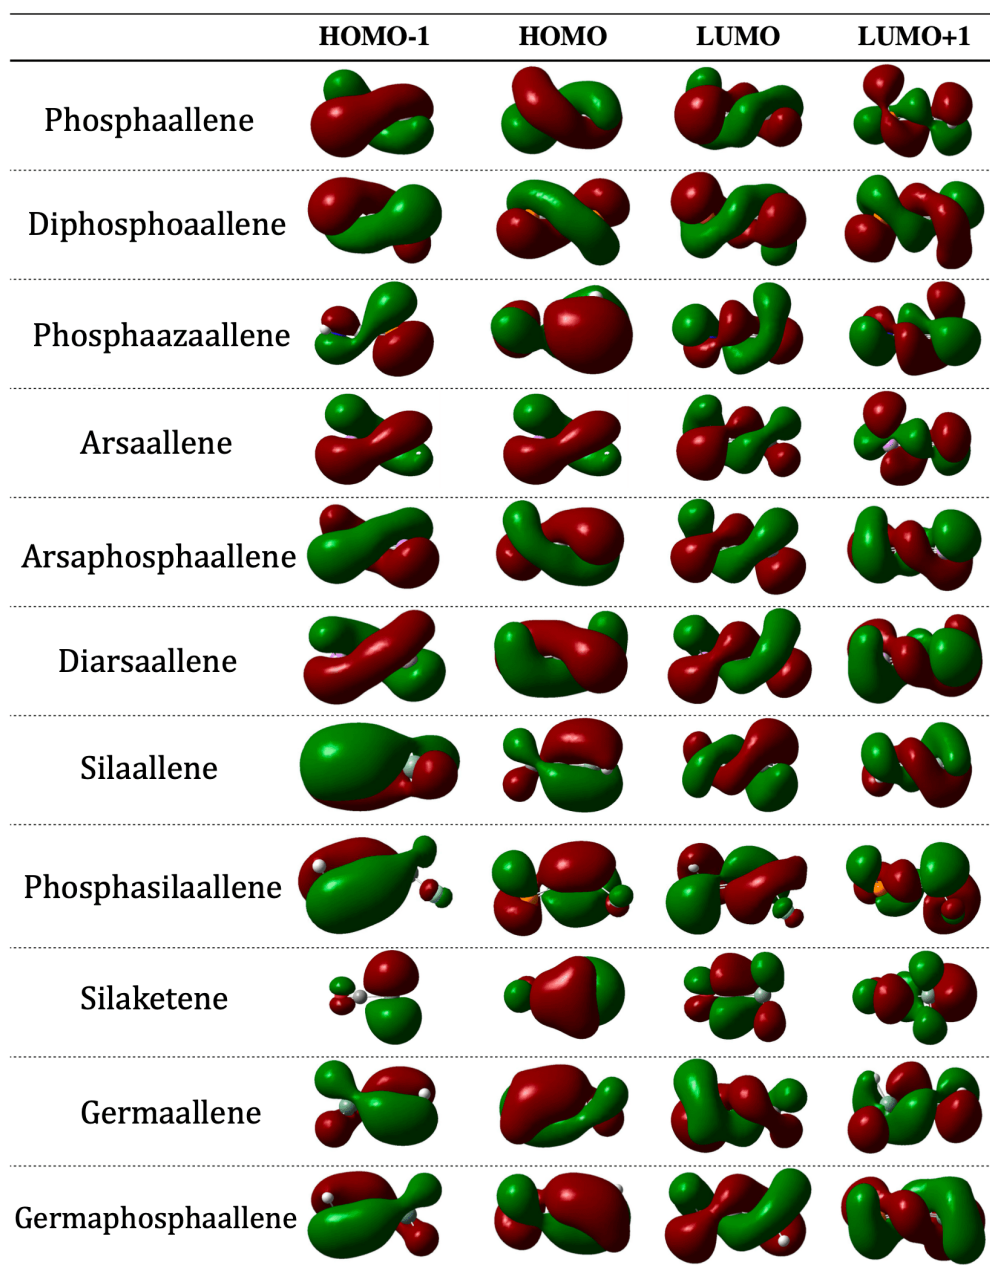 HOMO-1 HOMO LUMO LUMO+1
Phosphaallene
Diphosphoaallene
Phosphaazaallene
Arsaallene
Arsaphosphaallene
Diarsaallene
Silaallene
Phosphasilaallene
Silaketene
Germaallene
Germaphosphaallene